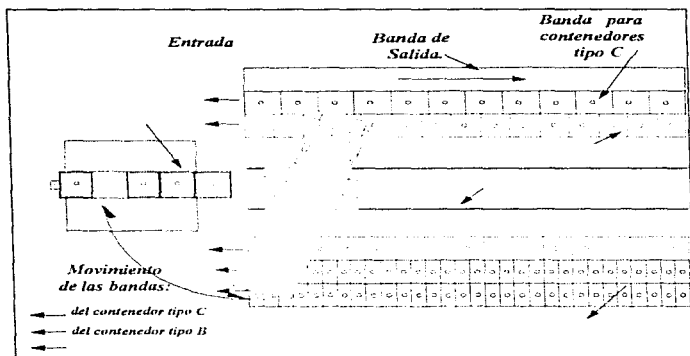 Entrada
Banda de
Salida.
Banda para
contenedores
tipo C
Movimiento
de las bandas:
del contenedor tipo C
del contenedor tipo B